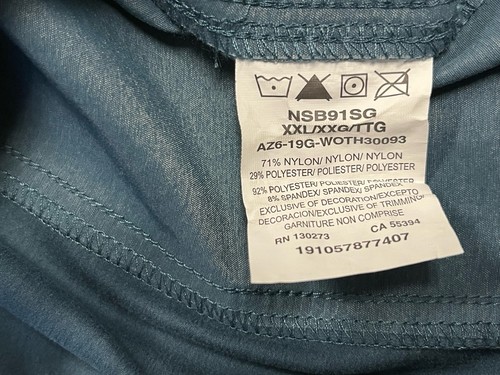 NSB91SG
XXL/XXG/TTG
AZ6-19G-WOTH30093
71% NYLON/ NYLON/ NYLON
29% POLYESTER/ POLIESTER/ POLYESTER
92% POLYESTER/ POLIESTER/ POLYESTER
8% SPANDEX/ SPANDEX/ SPANDEX
EXCLUSIVE OF DECORATION/EXCEPTO
DECORACION/EXCLUSIVE OF TRIMMING/
GARNITURE NON COMPRISE
RN 130273 CA 55394
191057877407